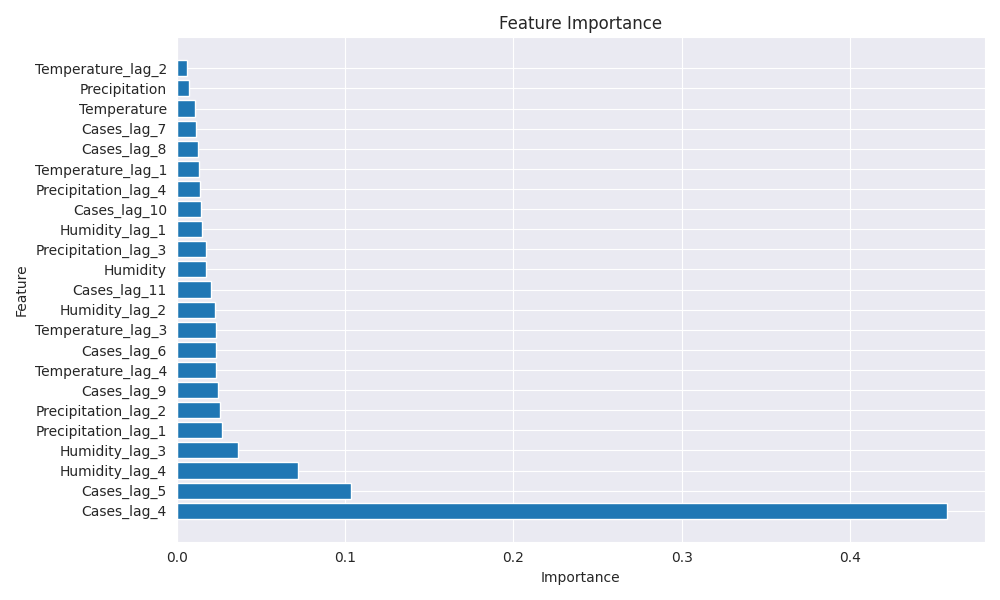 Feature Importance
Temperature_lag_2
Precipitation
Temperature
Cases_lag_7
Cases_lag_8
Temperature_lag_1
Precipitation_lag_4
Cases_lag_10
Humidity_lag_1
Precipitation_lag_3
Humidity
Cases_lag_11
Humidity_lag_2
Temperature_lag_3
Cases_lag_6
Temperature_lag_4
Cases_lag_9
Precipitation_lag_2
Precipitation_lag_1
Humidity_lag_3
Humidity_lag_4
Cases_lag_5
Cases_lag_4
Feature
0.0 0.1 0.2 0.3 0.4
Importance